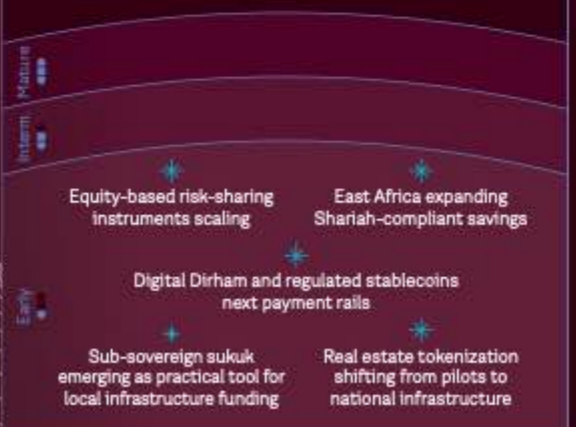 Mature
Interm
Equity-based risk-sharing
instruments scaling
East Africa expanding
Shariah-compliant savings
Digital Dirham and regulated stablecoins
next payment rails
Early
Sub-sovereign sukuk
emerging as practical tool for
local infrastructure funding
Real estate tokenization
shifting from pilots to
national infrastructure